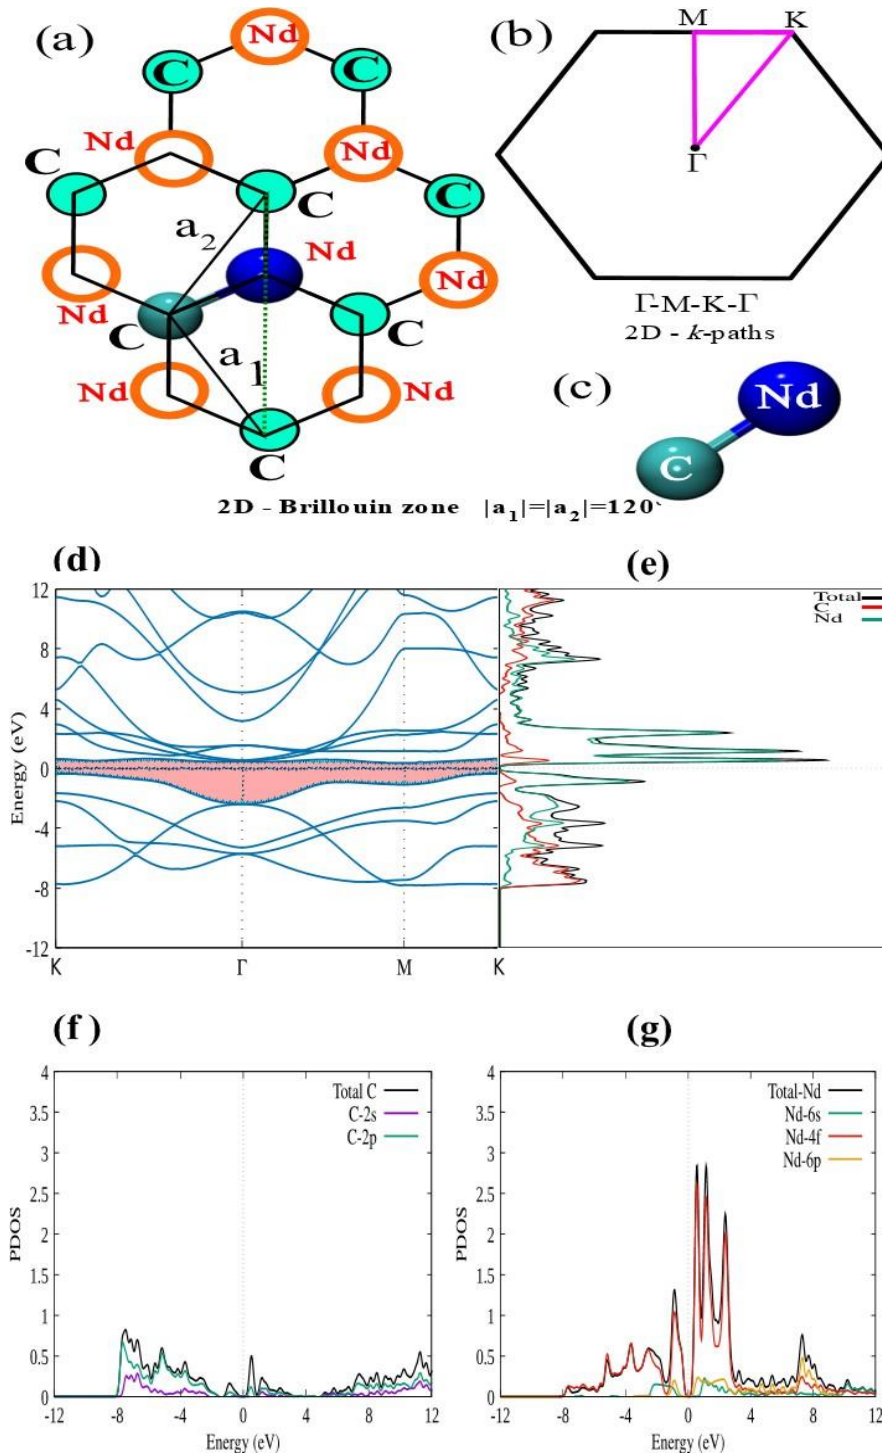 (a)
Nd
C
C
Nd
Nd
C
C
C
a₂
Nd
Nd
Nd
C
C
a₁
Nd
Nd
C
2D - Brillouin zone |a₁|=|a₂|=120
(b)
M
K
Γ
Γ-M-K-Γ
2D - k-paths
(c)
Nd
C
(d)
12
8
4
0
-4
-8
-12
Energy (eV)
K
Γ
M
K
(e)
Total
C
Nd
(f )
4
3.5
3
2.5
2
1.5
1
0.5
0
PDOS
Total C
C-2s
C-2p
-12
-8
-4
0
4
8
12
Energy (eV)
(g)
4
3.5
3
2.5
2
1.5
1
0.5
0
PDOS
Total-Nd
Nd-6s
Nd-4f
Nd-6p
-12
-8
-4
0
4
8
12
Energy (eV)